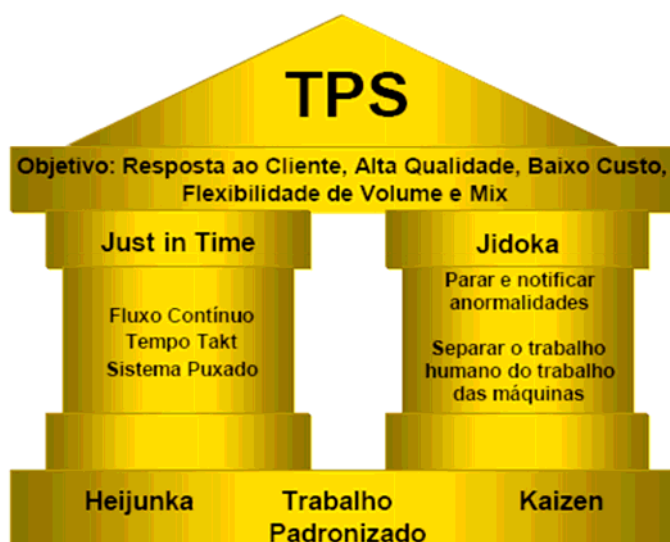 TPS
Objetivo: Resposta ao Cliente, Alta Qualidade, Baixo Custo,
Flexibilidade de Volume e Mix
Just in Time
Fluxo Contínuo
Tempo Takt
Sistema Puxado
Jidoka
Parar e notificar
anormalidades
Separar o trabalho
humano do trabalho
das máquinas
Heijunka
Trabalho
Padronizado
Kaizen